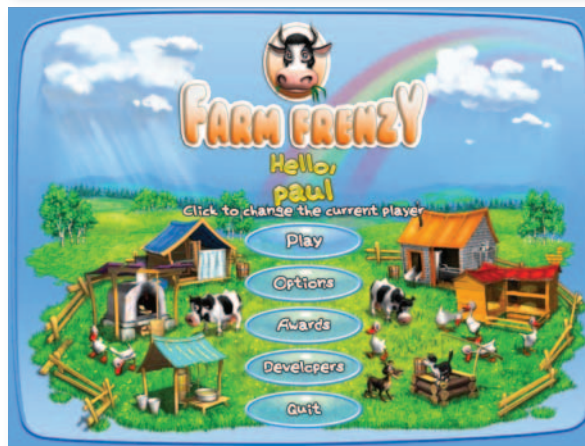 FARM FRENZY
Hello,
paul
Click to change the current player
Play
Options
Awards
Developers
Quit